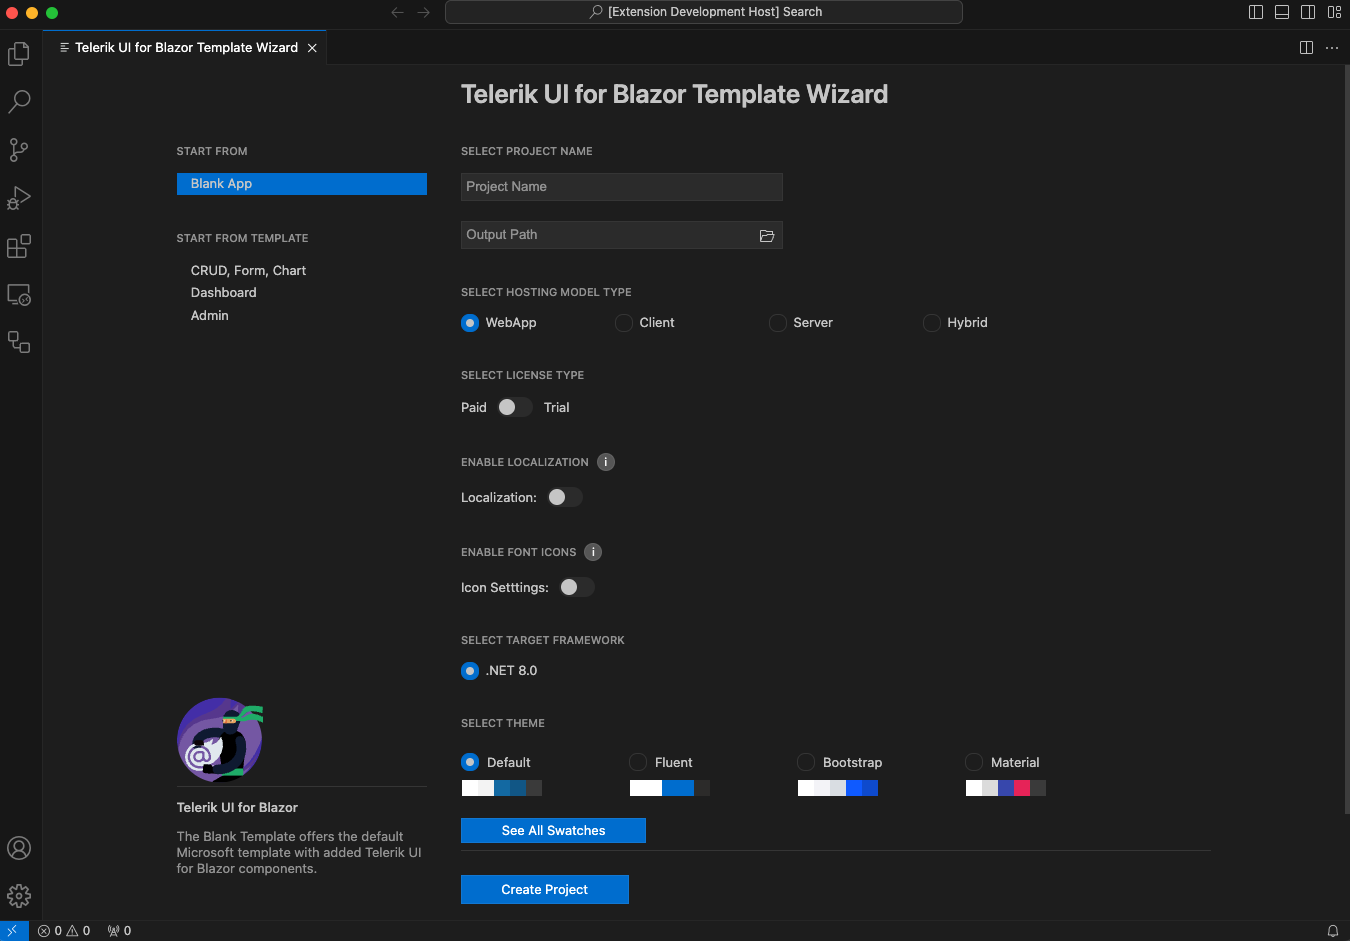 [Extension Development Host] Search
Telerik UI for Blazor Template Wizard
Telerik UI for Blazor Template Wizard
START FROM
Blank App
START FROM TEMPLATE
CRUD, Form, Chart
Dashboard
Admin
Telerik UI for Blazor
The Blank Template offers the default
Microsoft template with added Telerik UI
for Blazor components.
SELECT PROJECT NAME
Project Name
Output Path
SELECT HOSTING MODEL TYPE
WebApp Client Server Hybrid
SELECT LICENSE TYPE
Paid Trial
ENABLE LOCALIZATION i
Localization:
ENABLE FONT ICONS i
Icon Setttings:
SELECT TARGET FRAMEWORK
.NET 8.0
SELECT THEME
Default Fluent Bootstrap Material
See All Swatches
Create Project
0 0 0